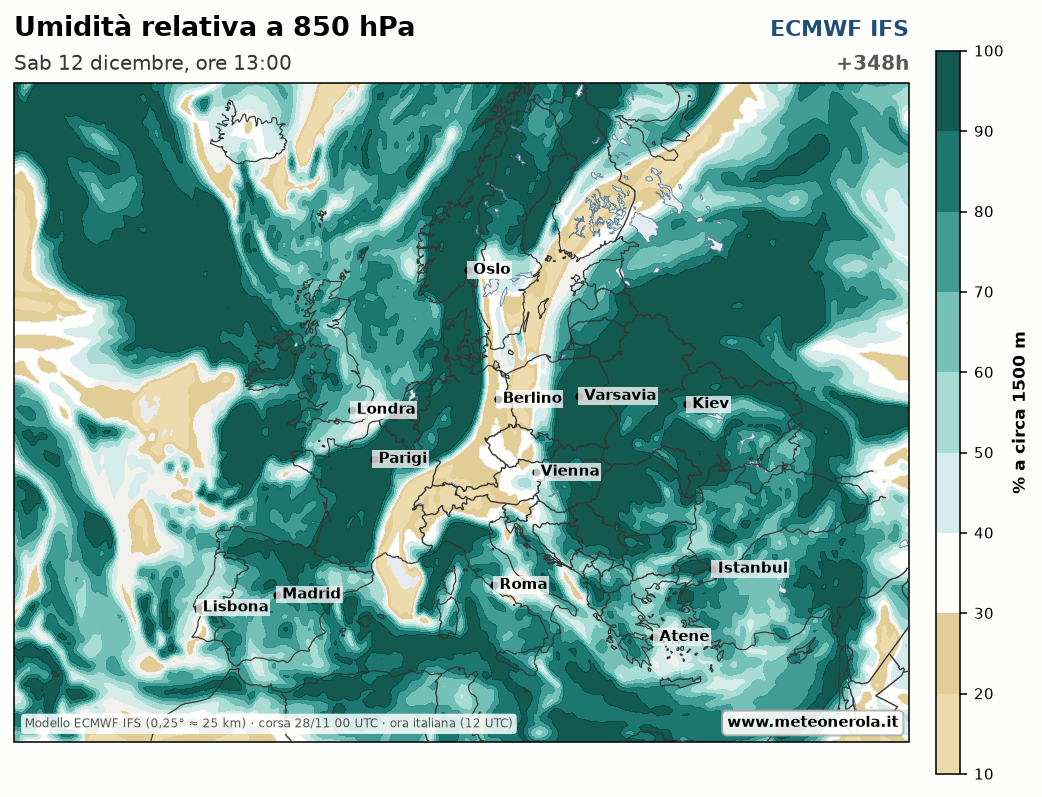 Umidità relativa a 850 hPa
ECMWF IFS
Sab 12 dicembre, ore 13:00
+348h
100
90
80
70
60
50
40
30
20
10
% a circa 1500 m
Oslo
Berlino
Varsavia
Kiev
Londra
Parigi
Vienna
Istanbul
Roma
Madrid
Lisbona
Atene
Modello ECMWF IFS (0,25° ≈ 25 km) · corsa 28/11 00 UTC · ora italiana (12 UTC)
www.meteonerola.it